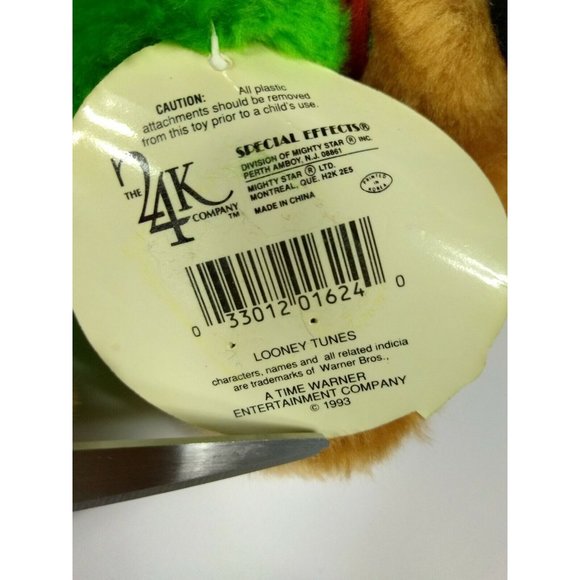 CAUTION: All plastic
attachments should be removed
from this toy prior to a child's use.
THE 24K COMPANY™
SPECIAL EFFECTS®
DIVISION OF MIGHTY STAR ® INC.
PERTH AMBOY, N.J. 08861
MIGHTY STAR ® LTD.
MONTREAL, QUE. H2K 2E5
MADE IN CHINA
PRINTED IN KOREA
0 33012 01624 0
LOONEY TUNES
characters, names and all related indicia
are trademarks of Warner Bros.,
A TIME WARNER
ENTERTAINMENT COMPANY
© 1993